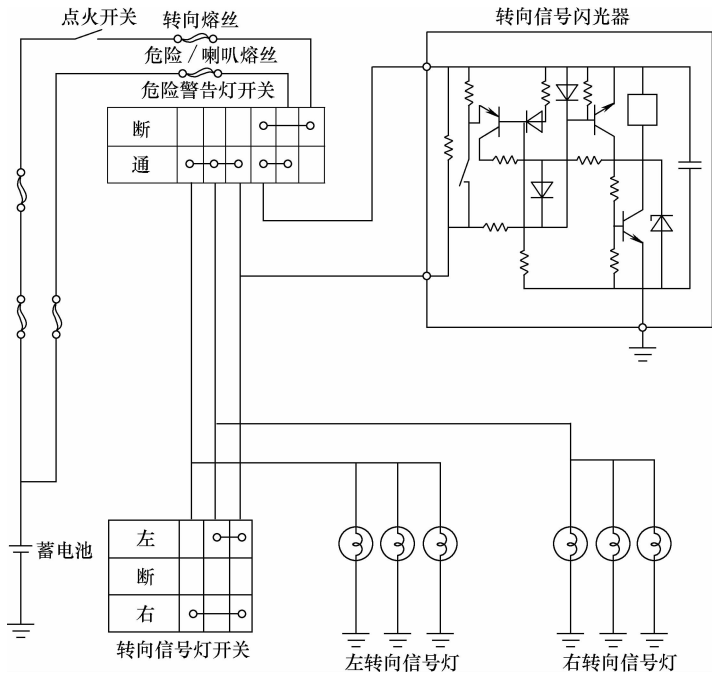 点火开关
转向熔丝
转向信号闪光器
危险/喇叭熔丝
危险警告灯开关
断
通
蓄电池
左
断
右
转向信号灯开关
左转向信号灯
右转向信号灯